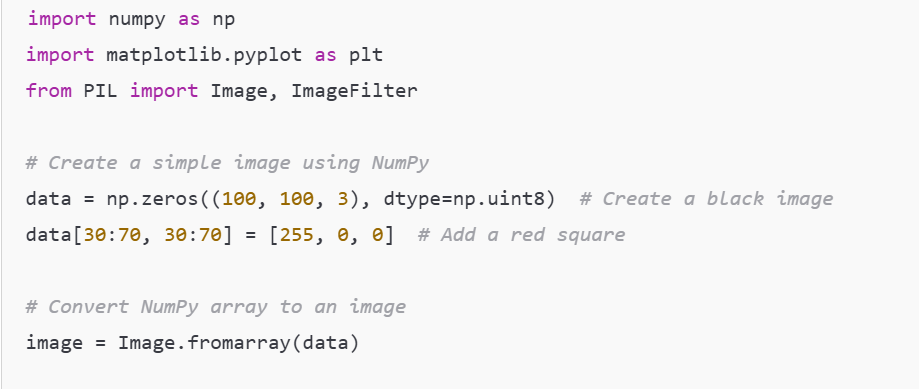 import numpy as np
import matplotlib.pyplot as plt
from PIL import Image, ImageFilter
# Create a simple image using NumPy
data = np.zeros((100, 100, 3), dtype=np.uint8)  # Create a black image
data[30:70, 30:70] = [255, 0, 0]  # Add a red square
# Convert NumPy array to an image
image = Image.fromarray(data)